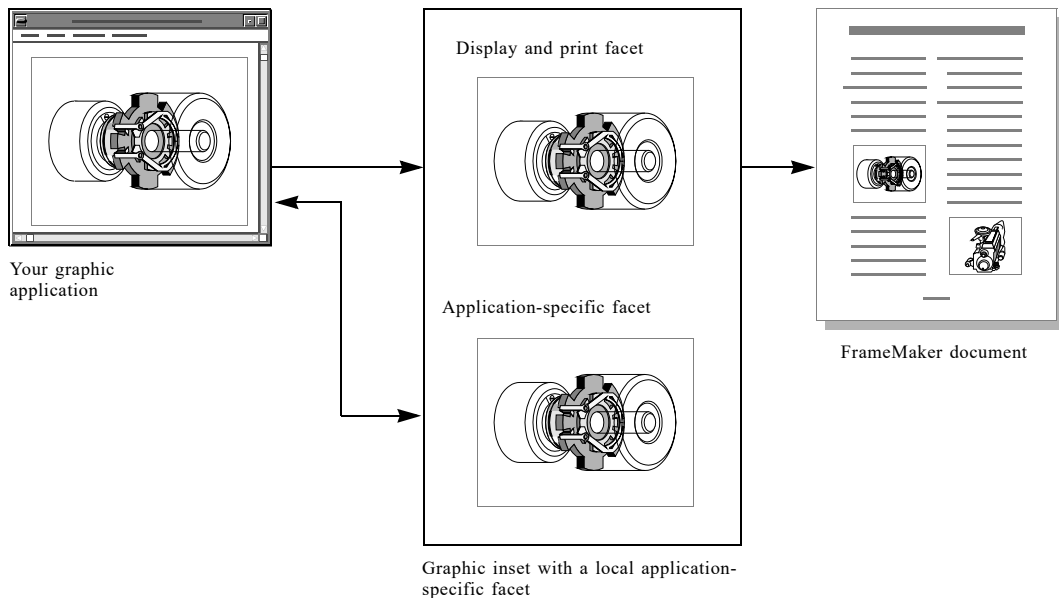 Display and print facet
Your graphic
application
Application-specific facet
FrameMaker document
Graphic inset with a local application-
specific facet